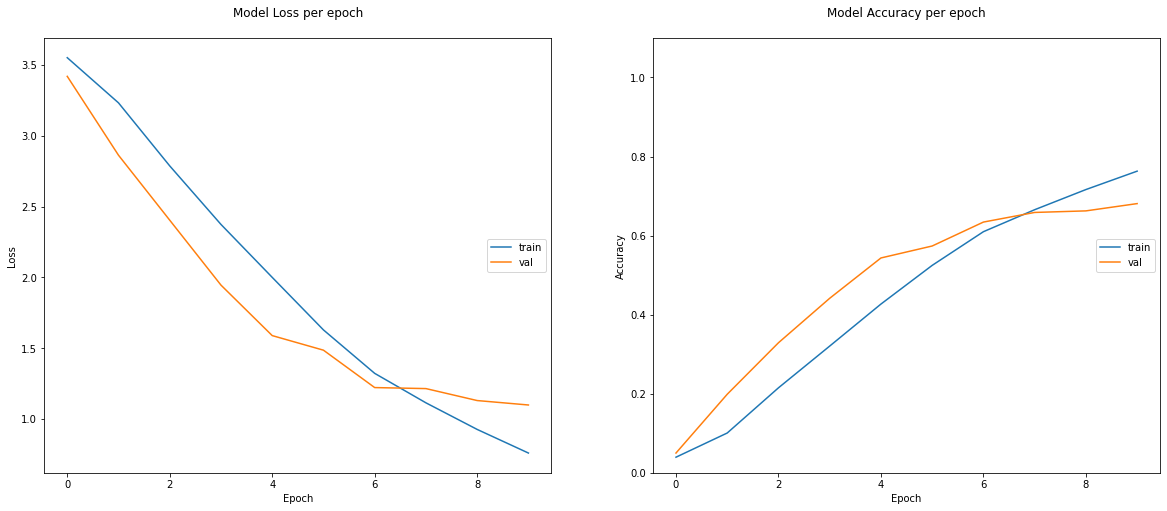 Model Loss per epoch
3.5
3.0
2.5
2.0
1.5
1.0
Loss
0 2 4 6 8
Epoch
train
val
Model Accuracy per epoch
1.0
0.8
0.6
0.4
0.2
0.0
Accuracy
0 2 4 6 8
Epoch
train
val